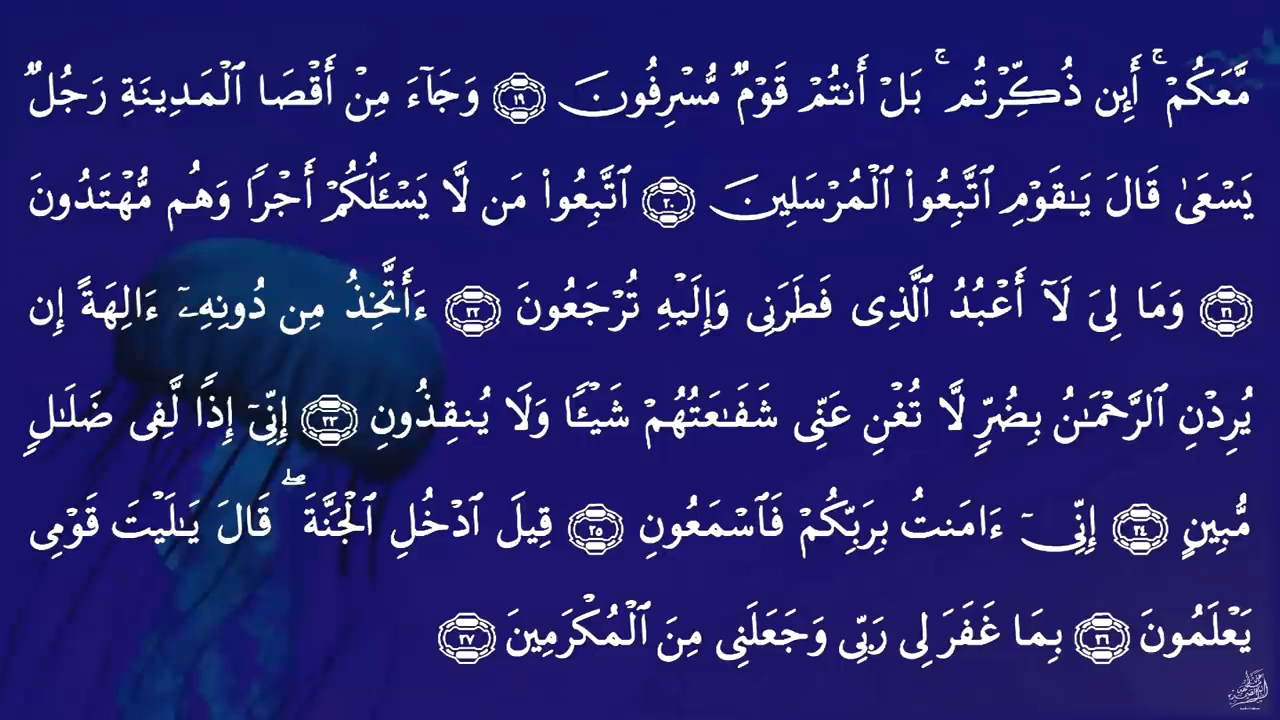 مَّعَكُمْ ۚ أَئِن ذُكِّرْتُم ۚ بَلْ أَنتُمْ قَوْمٌ مُّسْرِفُونَ ١٩ وَجَآءَ مِنْ أَقْصَا ٱلْمَدِينَةِ رَجُلٌ
يَسْعَىٰ قَالَ يَـٰقَوْمِ ٱتَّبِعُوا۟ ٱلْمُرْسَلِينَ ٢٠ ٱتَّبِعُوا۟ مَن لَّا يَسْـَٔلُكُمْ أَجْرًا وَهُم مُّهْتَدُونَ
٢١ وَمَا لِىَ لَآ أَعْبُدُ ٱلَّذِى فَطَرَنِى وَإِلَيْهِ تُرْجَعُونَ ٢٢ ءَأَتَّخِذُ مِن دُونِهِۦٓ ءَالِهَةً إِن
يُرِدْنِ ٱلرَّحْمَـٰنُ بِضُرٍّ لَّا تُغْنِ عَنِّى شَفَـٰعَتُهُمْ شَيْـًٔا وَلَا يُنقِذُونِ ٢٣ إِنِّىٓ إِذًا لَّفِى ضَلَـٰلٍ
مُّبِينٍ ٢٤ إِنِّىٓ ءَامَنتُ بِرَبِّكُمْ فَٱسْمَعُونِ ٢٥ قِيلَ ٱدْخُلِ ٱلْجَنَّةَ ۖ قَالَ يَـٰلَيْتَ قَوْمِى
يَعْلَمُونَ ٢٦ بِمَا غَفَرَ لِى رَبِّى وَجَعَلَنِى مِنَ ٱلْمُكْرَمِينَ ٢٧